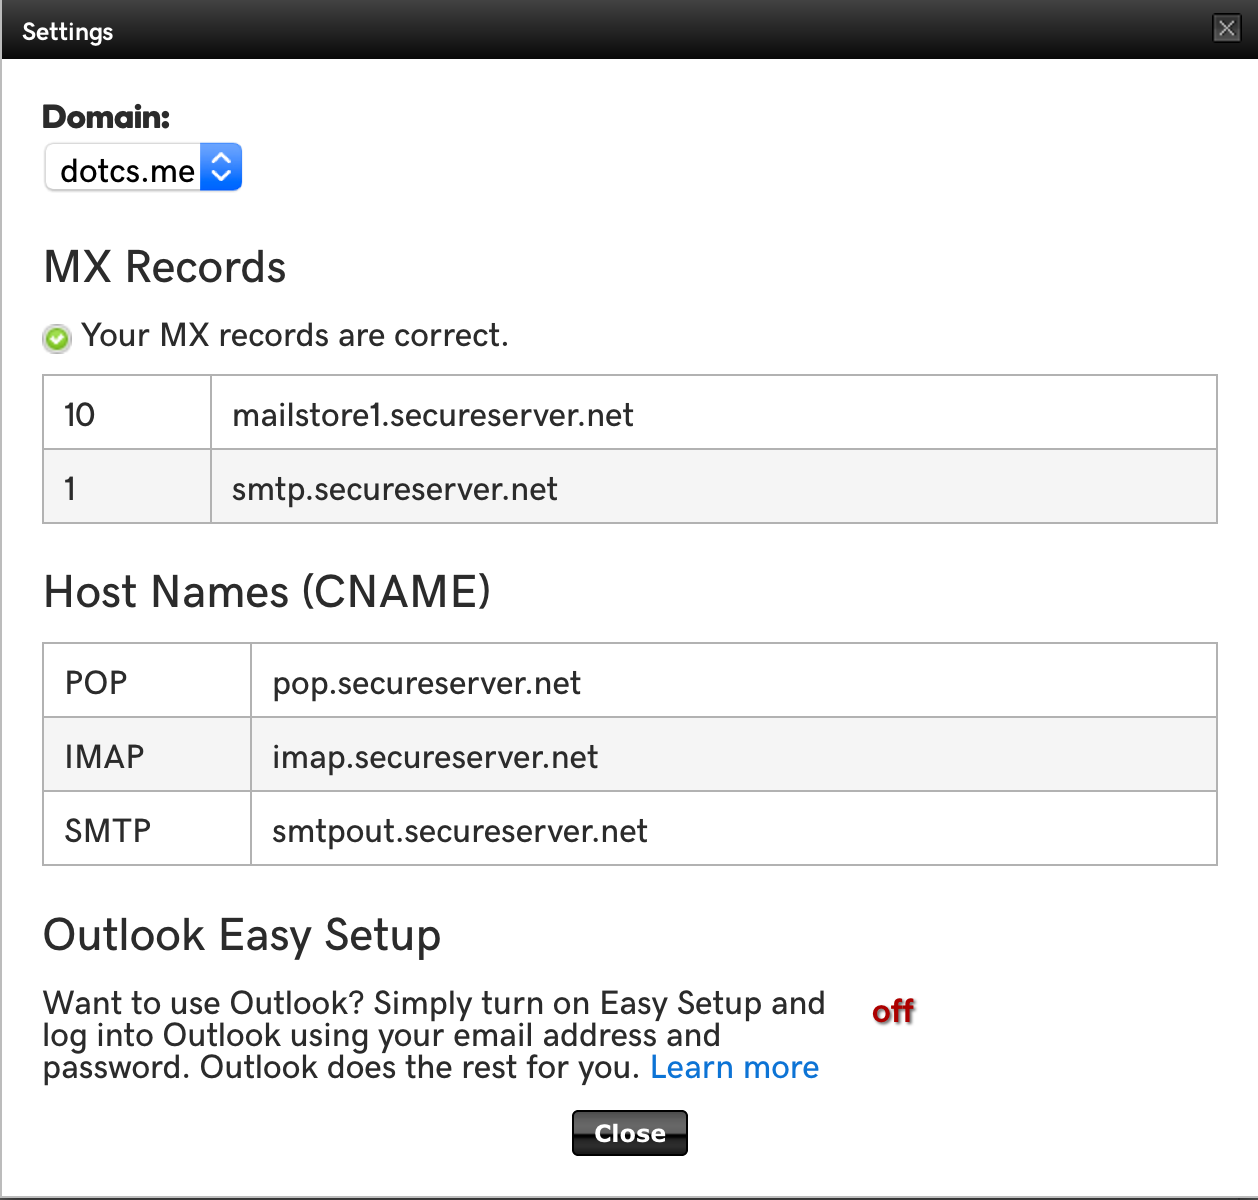 Settings
Domain:
dotcs.me
MX Records
Your MX records are correct.
10 mailstore1.secureserver.net
1 smtp.secureserver.net
Host Names (CNAME)
POP pop.secureserver.net
IMAP imap.secureserver.net
SMTP smtpout.secureserver.net
Outlook Easy Setup
Want to use Outlook? Simply turn on Easy Setup and off
log into Outlook using your email address and
password. Outlook does the rest for you. Learn more
Close